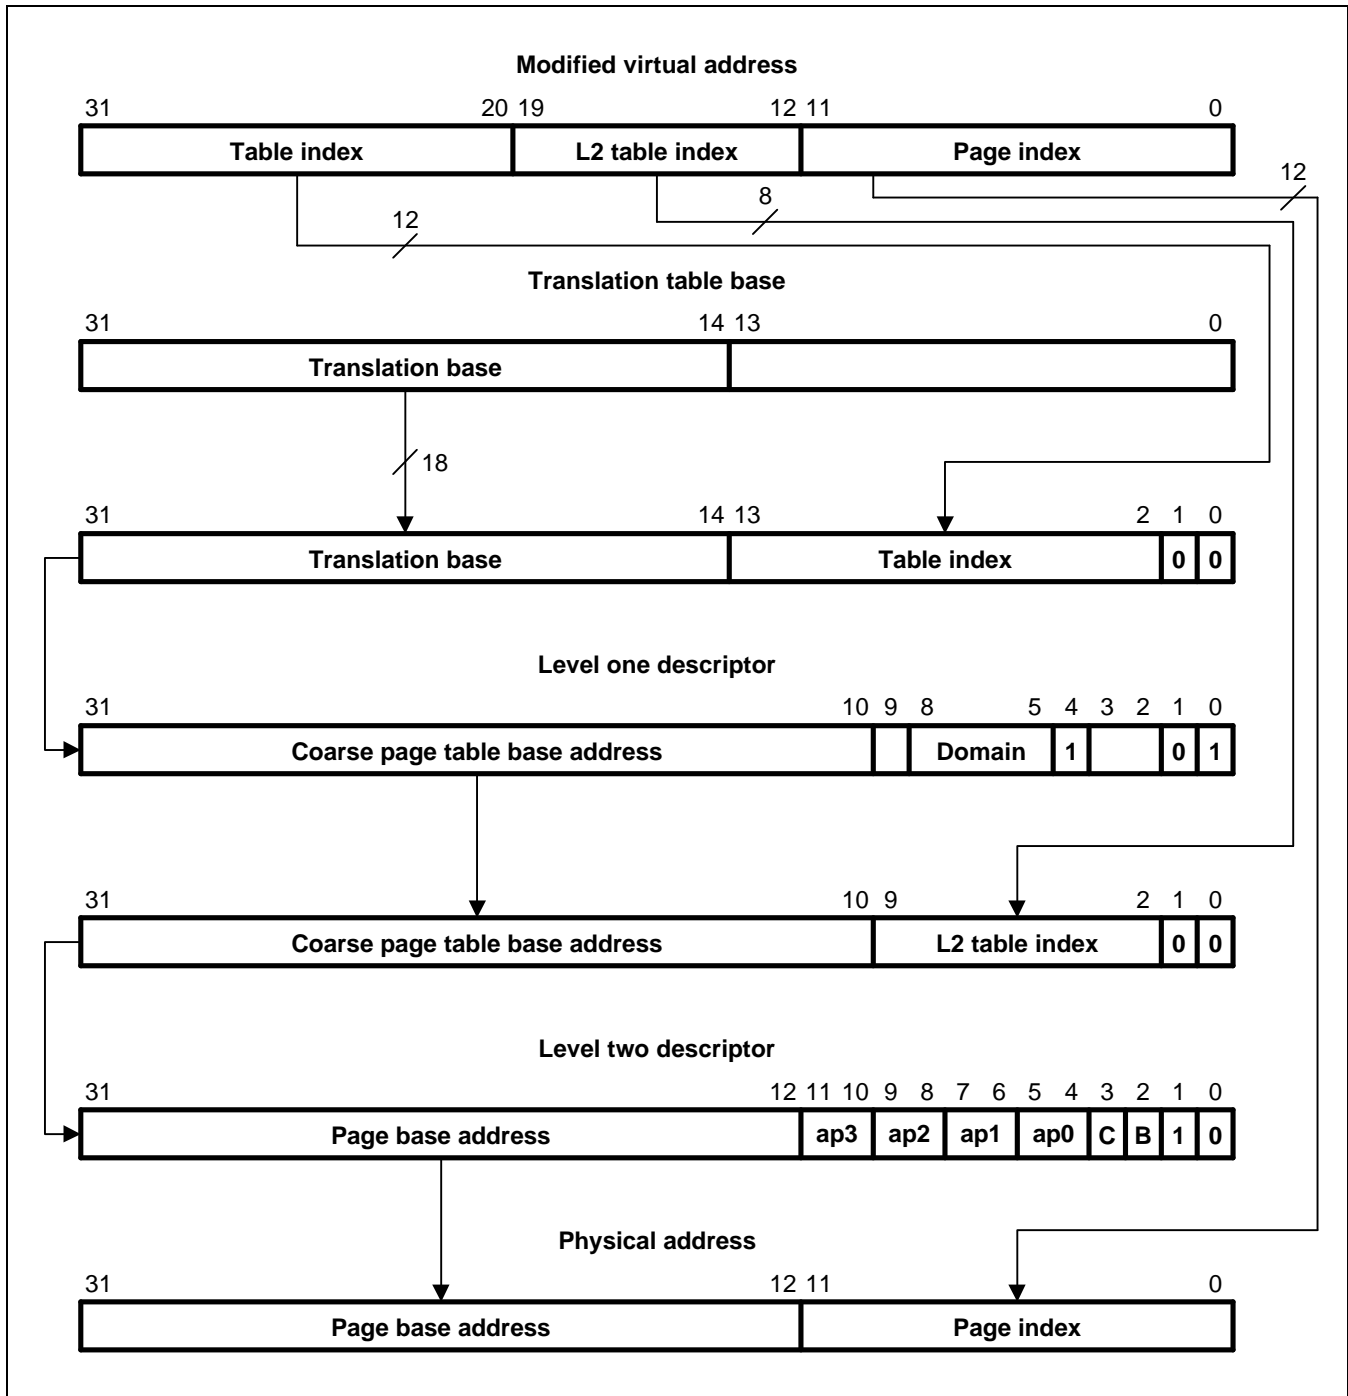 Modified virtual address
31 20 19 12 11 0
Table index L2 table index Page index
12
8
12
Translation table base
31 14 13 0
Translation base
18
31 14 13 2 1 0
Translation base Table index 0 0
Level one descriptor
31 10 9 8 5 4 3 2 1 0
Coarse page table base address Domain 1 0 1
31 10 9 2 1 0
Coarse page table base address L2 table index 0 0
Level two descriptor
31 12 11 10 9 8 7 6 5 4 3 2 1 0
Page base address ap3 ap2 ap1 ap0 C B 1 0
Physical address
31 12 11 0
Page base address Page index